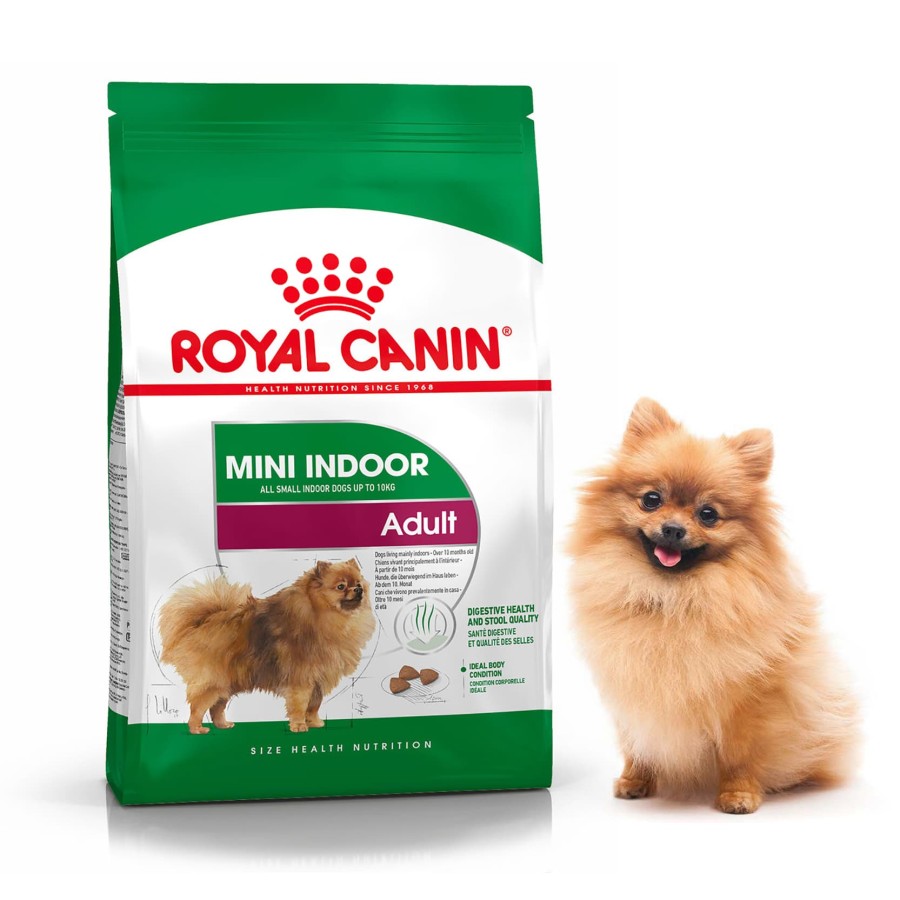 ROYAL CANIN®
HEALTH NUTRITION SINCE 1968
MINI INDOOR
ALL SMALL INDOOR DOGS UP TO 10KG
Adult
Dogs living mainly indoors - Over 10 months old
Chiens vivant principalement à l'intérieur -
À partir de 10 mois
Hunde, die überwiegend im Haus leben -
Ab dem 10. Monat
Cani che vivono prevalentemente in casa -
Oltre 10 mesi
di età
DIGESTIVE HEALTH
AND STOOL QUALITY
SANTÉ DIGESTIVE
ET QUALITÉ DES SELLES
IDEAL BODY
CONDITION
CONDITION CORPORELLE
IDÉALE
SIZE HEALTH NUTRITION